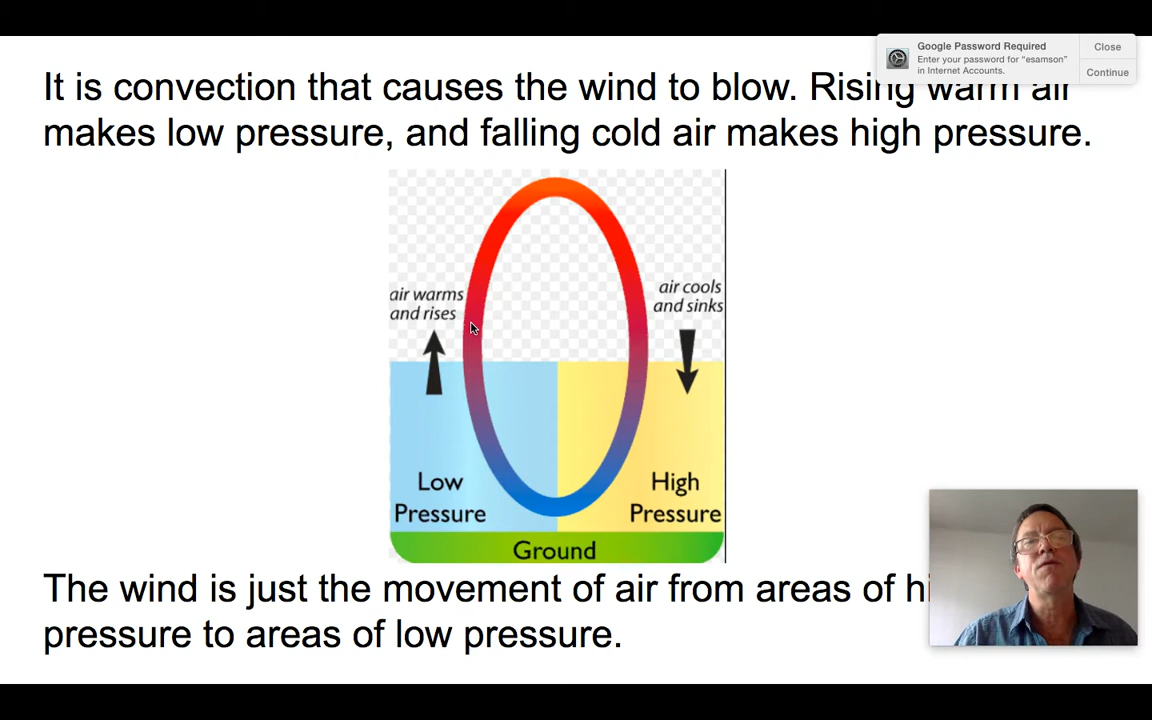 Google Password Required
Close
Enter your password for “esamson”
in Internet Accounts.
Continue
It is convection that causes the wind to blow. Rising warm air
makes low pressure, and falling cold air makes high pressure.
air warms
and rises
air cools
and sinks
Low
Pressure
High
Pressure
Ground
The wind is just the movement of air from areas of
pressure to areas of low pressure.